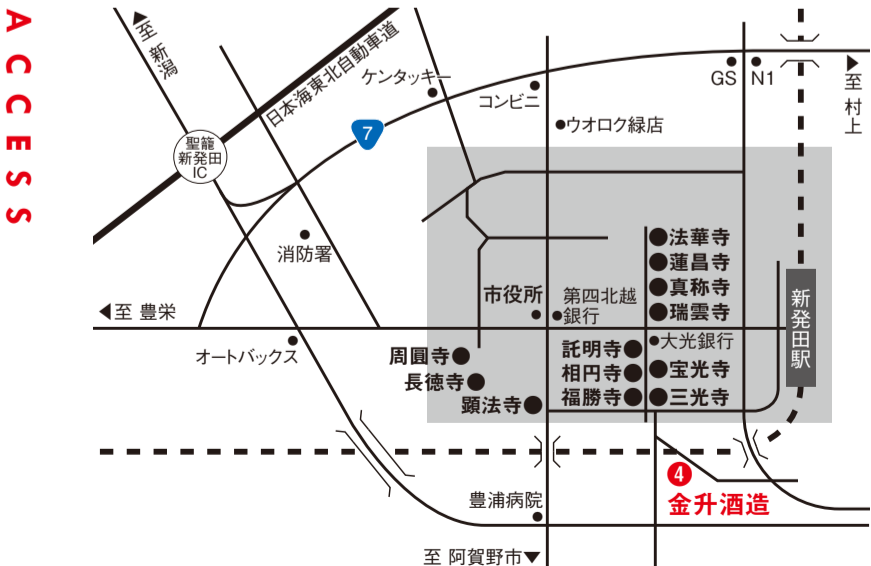 ACCESS
▲至 新潟
日本海東北自動車道
ケンタッキー
コンビニ
GS
N1
▲至 村上
7
ウオロク緑店
聖籠
新発田
IC
消防署
法華寺
蓮昌寺
真称寺
瑞雲寺
市役所
第四北越
銀行
新発田駅
◀至 豊栄
オートバックス
大光銀行
周圓寺
長徳寺
顕法寺
託明寺
相円寺
福勝寺
宝光寺
三光寺
4
金升酒造
豊浦病院
至 阿賀野市▼